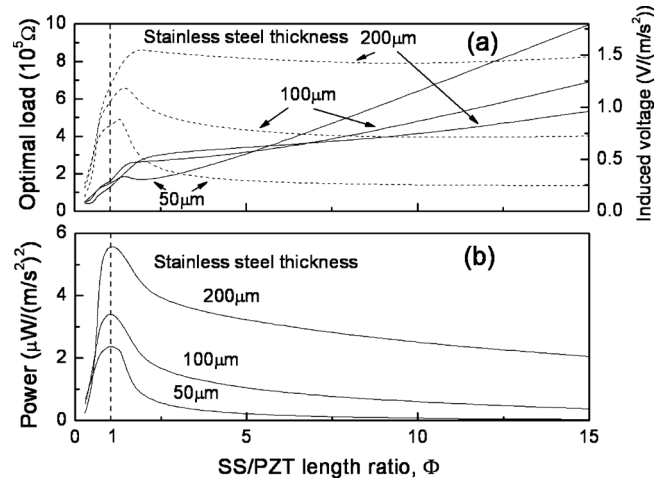 Stainless steel thickness
(a)
200μm
100μm
50μm
Optimal load (10⁵Ω)
10
8
6
4
2
0
Induced voltage (V/(m/s²))
1.5
1.0
0.5
0.0
Stainless steel thickness
(b)
200μm
100μm
50μm
Power (μW/(m/s²)²)
6
4
2
0
0 1 5 10 15
SS/PZT length ratio, Φ